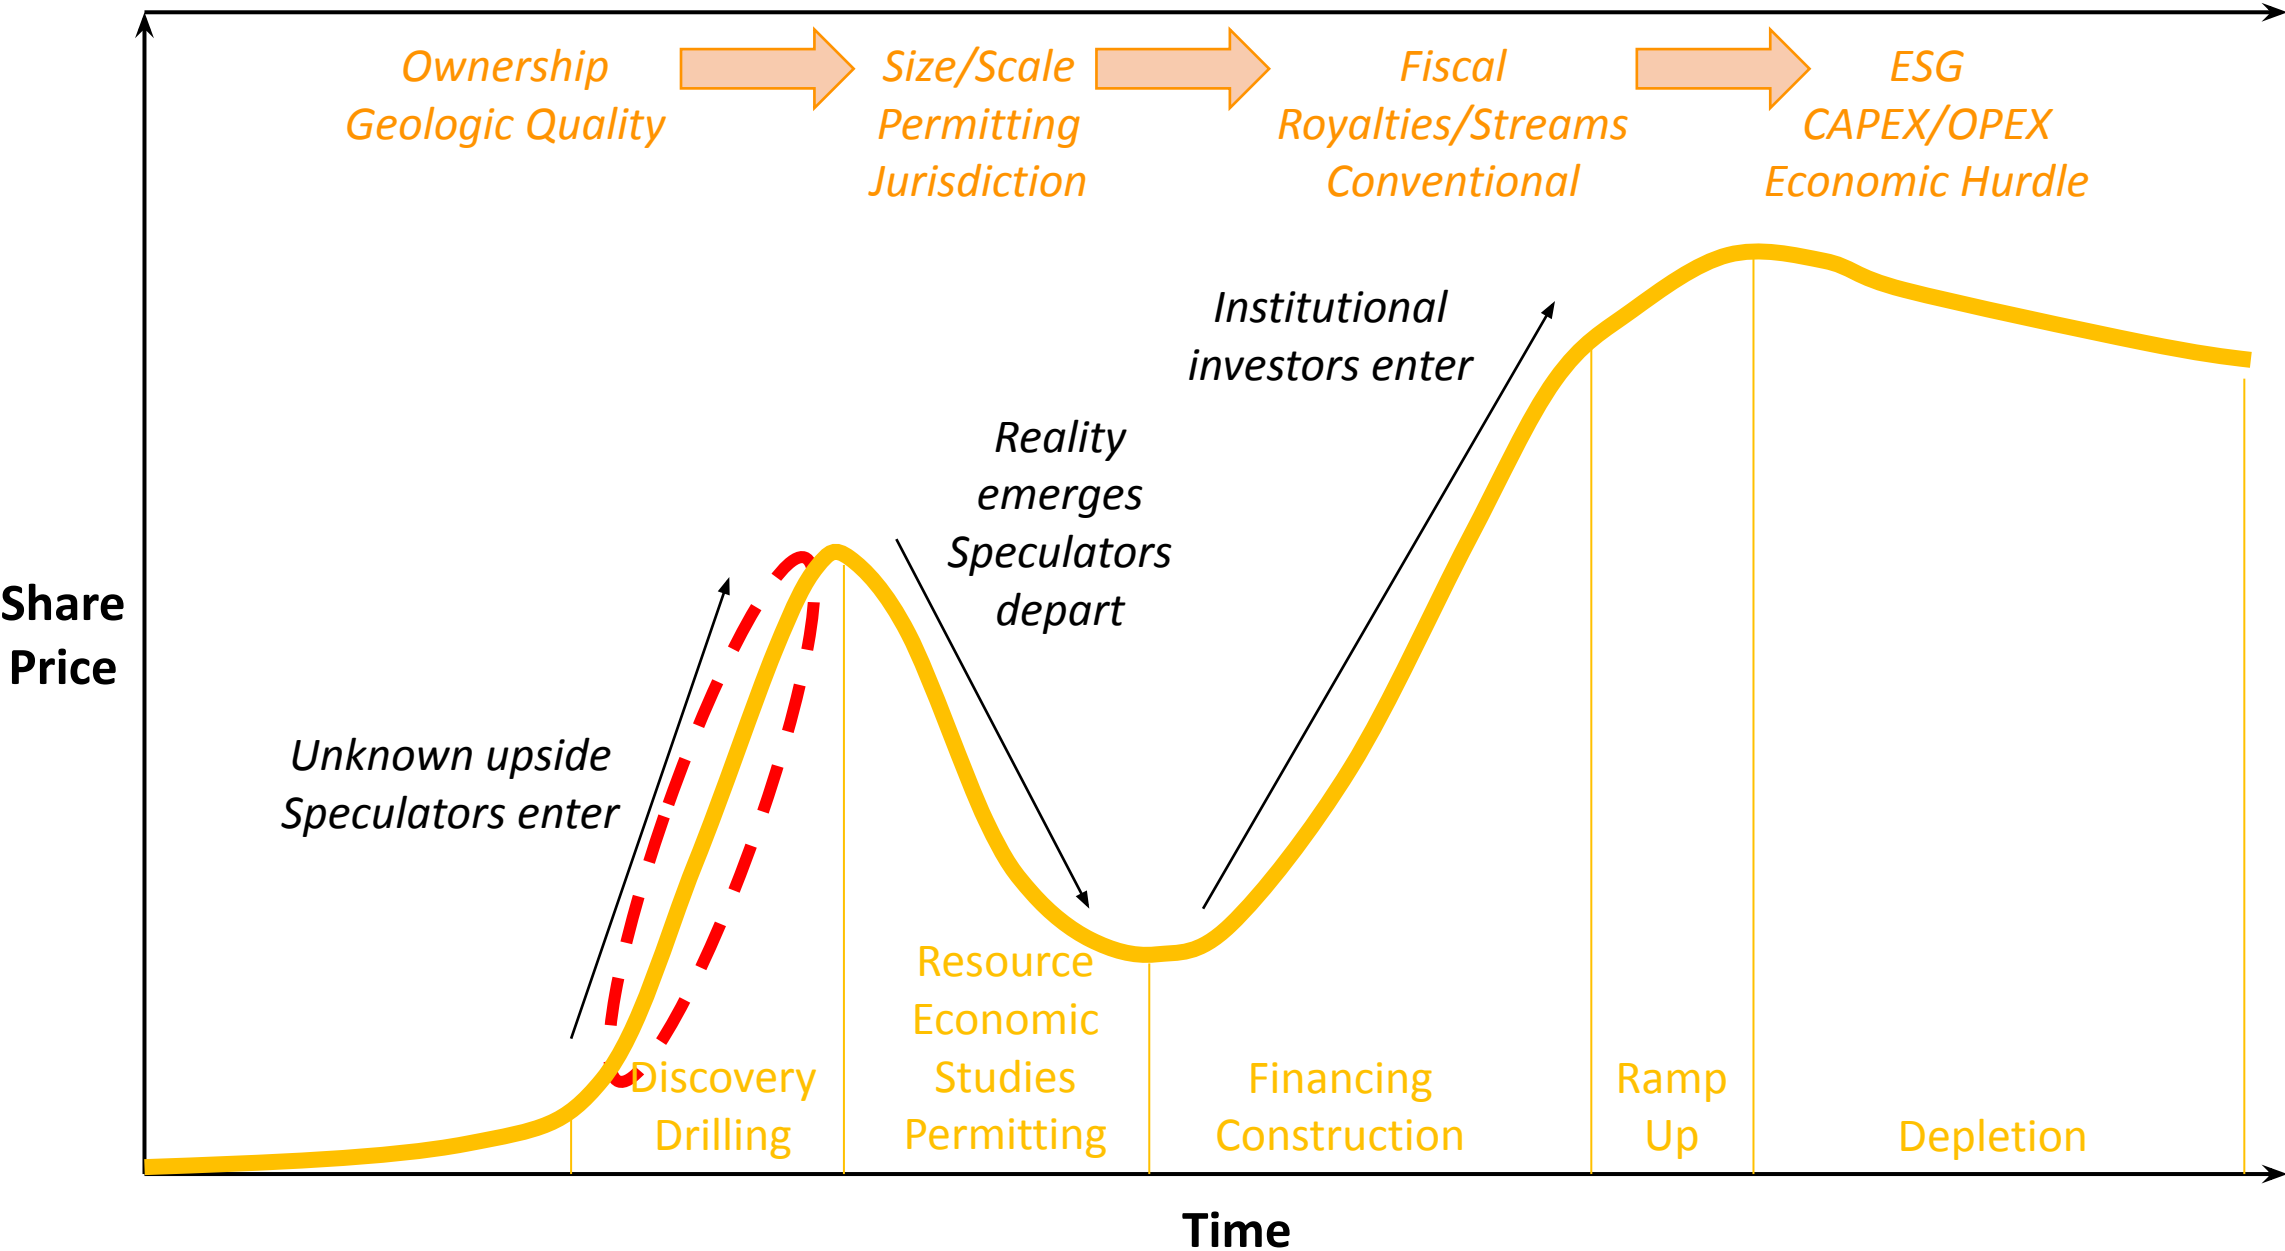 Ownership
Geologic Quality
Size/Scale
Permitting
Jurisdiction
Fiscal
Royalties/Streams
Conventional
ESG
CAPEX/OPEX
Economic Hurdle
Institutional
investors enter
Reality
emerges
Speculators
depart
Share
Price
Unknown upside
Speculators enter
Discovery
Drilling
Resource
Economic
Studies
Permitting
Financing
Construction
Ramp
Up
Depletion
Time